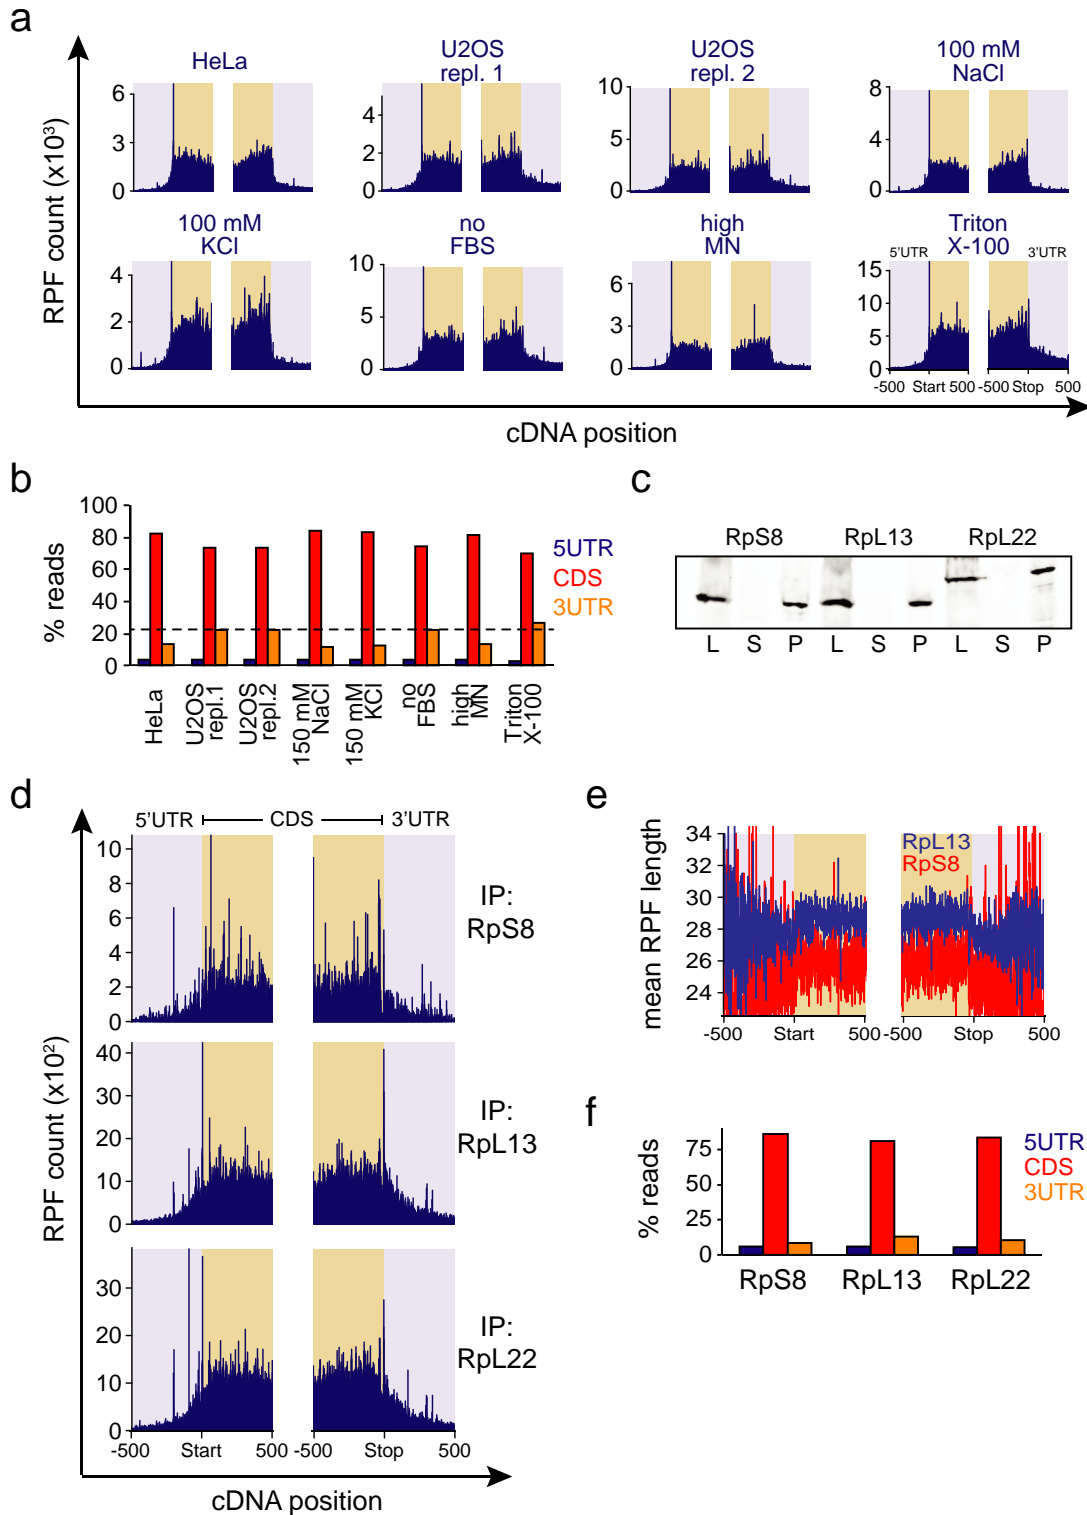 a
HeLa
U2OS
repl. 1
U2OS
repl. 2
100 mM
NaCl
RPF count (x10³)
6
3
0
4
2
0
10
5
0
8
4
0
100 mM
KCl
no
FBS
high
MN
Triton
X-100
5'UTR
3'UTR
4
2
0
10
5
0
6
3
0
15
10
5
0
-500 Start 500 -500 Stop 500
cDNA position
b
100
80
60
40
20
0
% reads
5UTR
CDS
3UTR
HeLa
U2OS
repl.1
U2OS
repl.2
150 mM
NaCl
150 mM
KCl
no
FBS
high
MN
Triton
X-100
c
RpS8 RpL13 RpL22
L S P L S P L S P
d
5'UTR CDS 3'UTR
10
8
6
4
2
0
IP:
RpS8
RPF count (x10²)
40
30
20
10
0
IP:
RpL13
30
20
10
0
IP:
RpL22
-500 Start 500 -500 Stop 500
cDNA position
e
34
32
30
28
26
24
mean RPF length
RpL13
RpS8
-500 Start 500 -500 Stop 500
f
75
50
25
0
% reads
5UTR
CDS
3UTR
RpS8 RpL13 RpL22